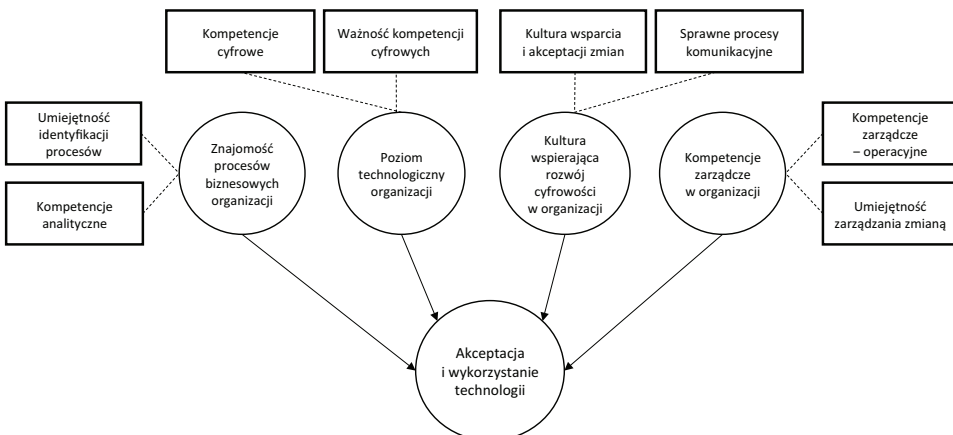 Kompetencje
cyfrowe
Ważność kompetencji
cyfrowych
Kultura wsparcia
i akceptacji zmian
Sprawne procesy
komunikacyjne
Umiejętność
identyfikacji
procesów
Kompetencje
analityczne
Znajomość
procesów
biznesowych
organizacji
Poziom
technologiczny
organizacji
Kultura
wspierająca
rozwój
cyfrowości
w organizacji
Kompetencje
zarządcze
w organizacji
Kompetencje
zarządcze
– operacyjne
Umiejętność
zarządzania zmianą
Akceptacja
i wykorzystanie
technologii